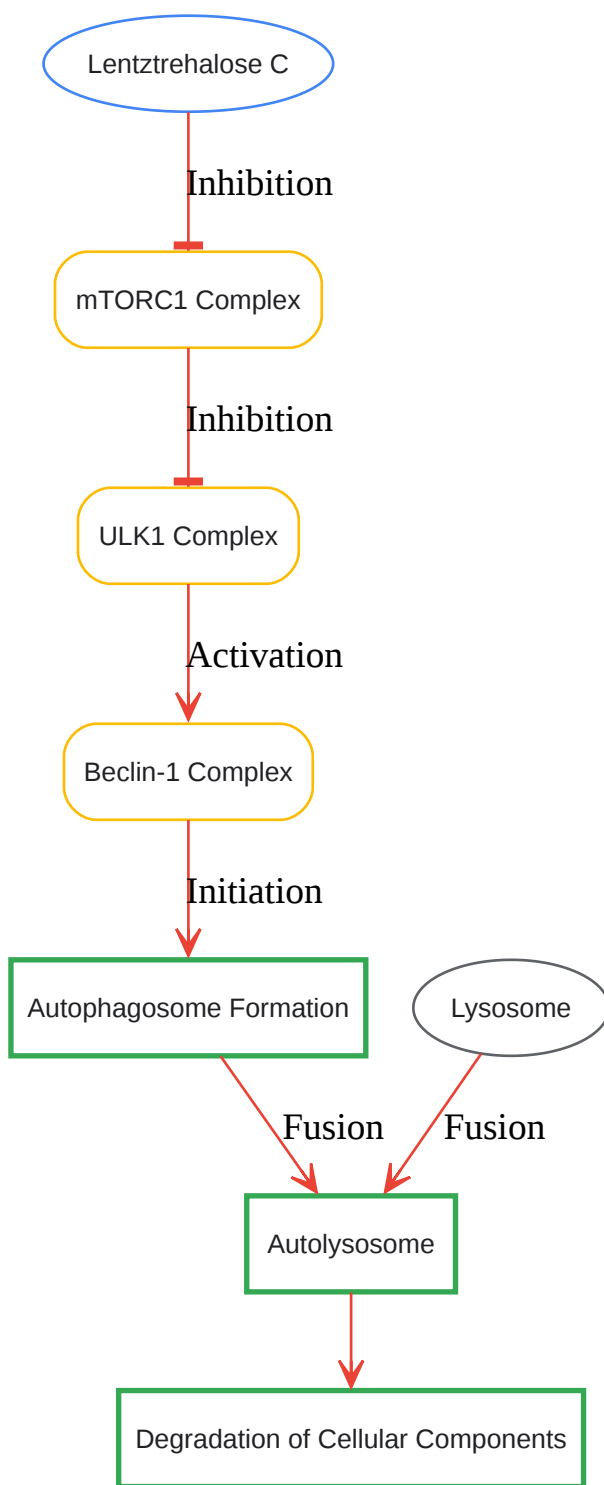 Lentztrehalose C
Inhibition
mTORC1 Complex
Inhibition
ULK1 Complex
Activation
Beclin-1 Complex
Initiation
Autophagosome Formation
Lysosome
Fusion
Fusion
Autolysosome
Degradation of Cellular Components